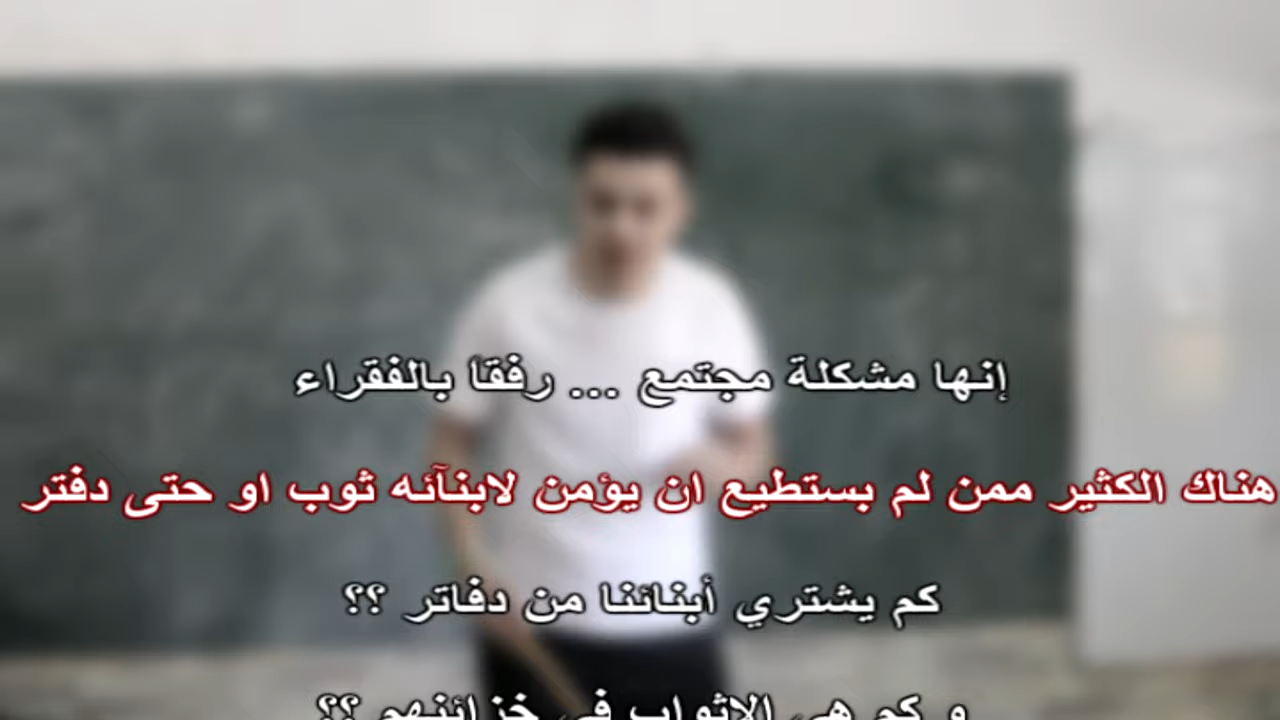 إنها مشكلة مجتمع ... رفقاً بالفقراء
هناك الكثير ممن لم بستطيع ان يؤمن لابنآئه ثوب او حتى دفتر
كم يشتري أبنائنا من دفاتر ؟؟
و كم هي الاثواب في خزائنهم ؟؟